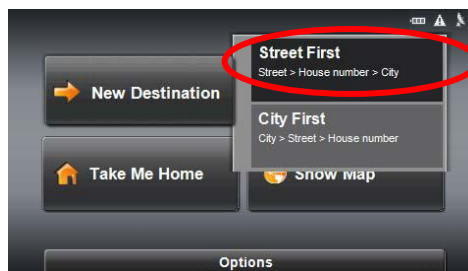 Street First
Street > House number > City
New Destination
City First
City > Street > House number
Take Me Home
Show Map
Options